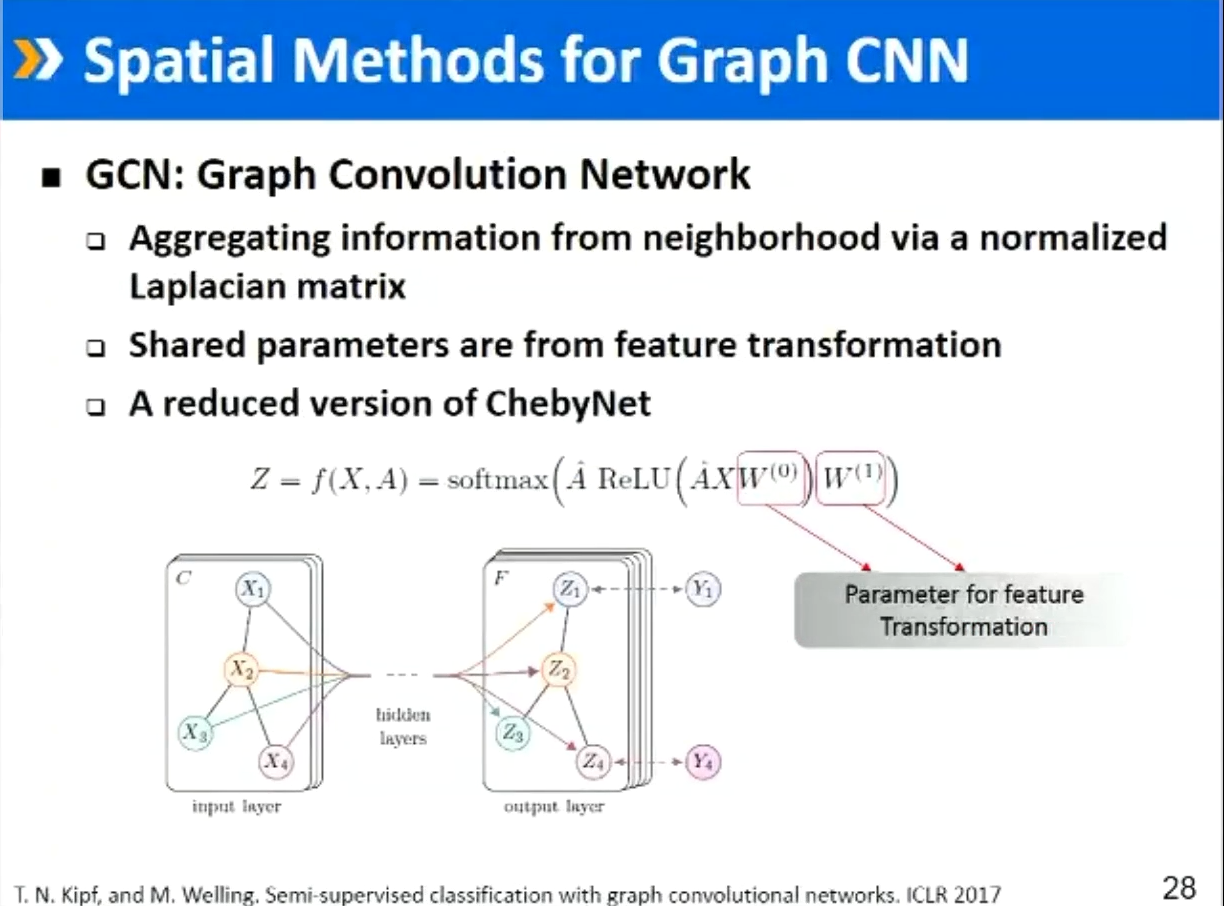 Spatial Methods for Graph CNN
■ GCN: Graph Convolution Network
❑ Aggregating information from neighborhood via a normalized
Laplacian matrix
❑ Shared parameters are from feature transformation
❑ A reduced version of ChebyNet
Z = f(X, A) = softmax(Â ReLU(ÂXW⁽⁰⁾)W⁽¹⁾)
Parameter for feature
Transformation
C
X₁
X₂
X₃
X₄
input layer
hidden
layers
F
Z₁
Z₂
Z₃
Z₄
output layer
Y₁
Y₄
T. N. Kipf, and M. Welling. Semi-supervised classification with graph convolutional networks. ICLR 2017
28